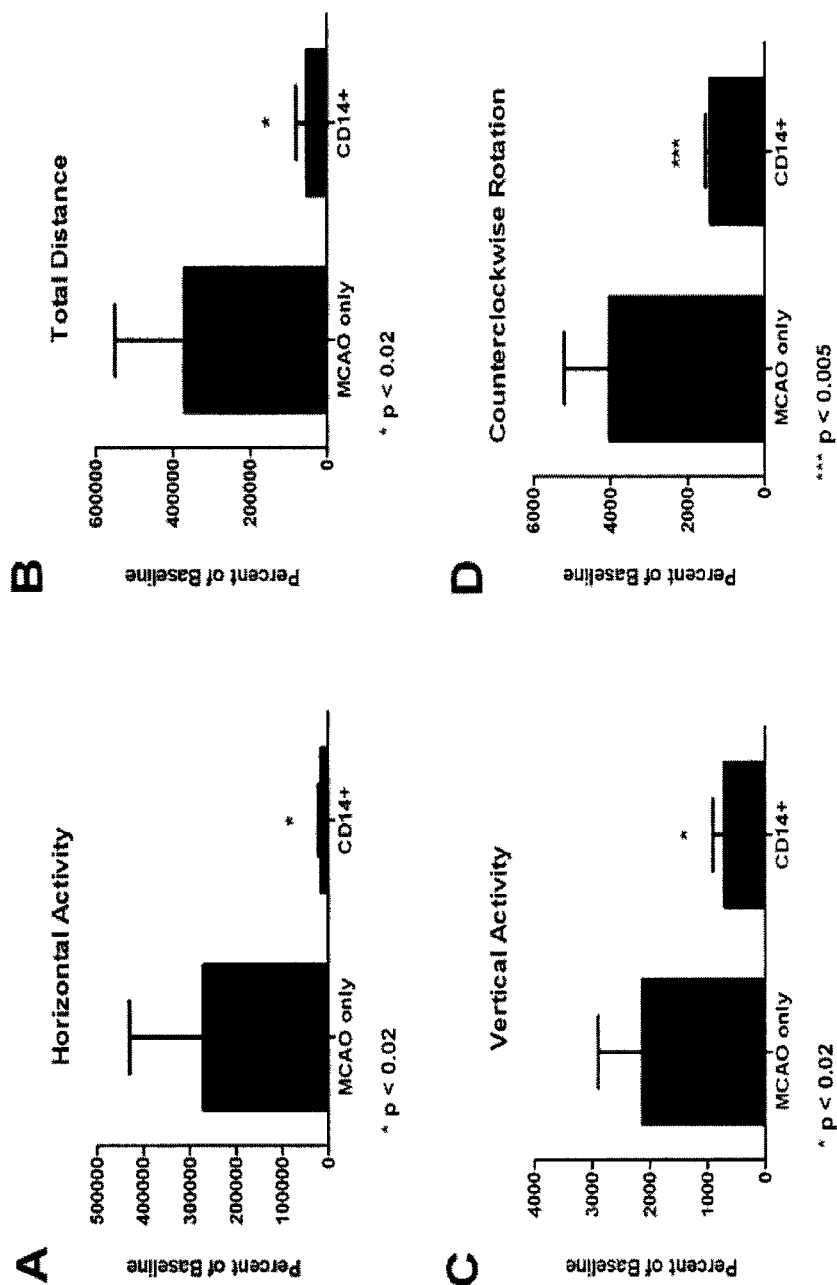 A
Horizontal Activity
Percent of Baseline
500000
400000
300000
200000
100000
0
*
MCAO only
CD14+
* p < 0.02
B
Total Distance
Percent of Baseline
600000
400000
200000
0
*
MCAO only
CD14+
* p < 0.02
C
Vertical Activity
Percent of Baseline
4000
3000
2000
1000
0
*
MCAO only
CD14+
* p < 0.02
D
Counterclockwise Rotation
Percent of Baseline
6000
4000
2000
0
***
MCAO only
CD14+
*** p < 0.005